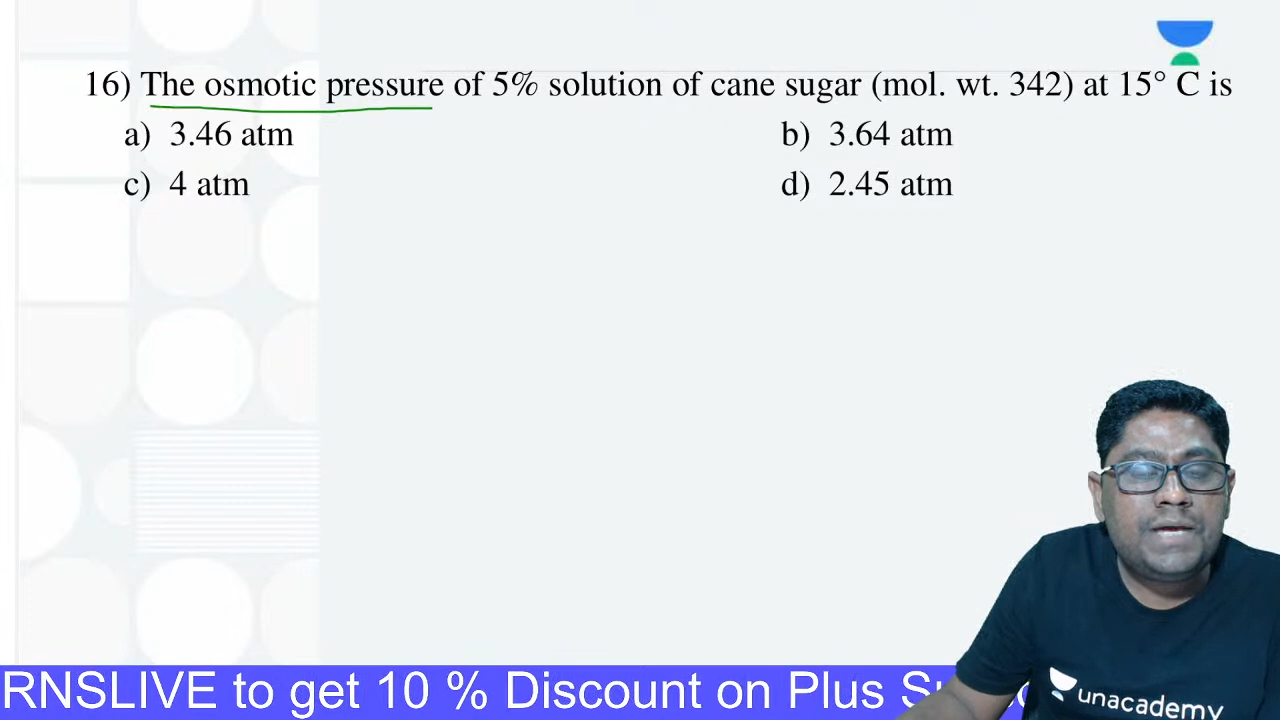 16) The osmotic pressure of 5% solution of cane sugar (mol. wt. 342) at 15° C is
a) 3.46 atm
b) 3.64 atm
c) 4 atm
d) 2.45 atm
RNSLIVE to get 10 % Discount on Plus
unacademy